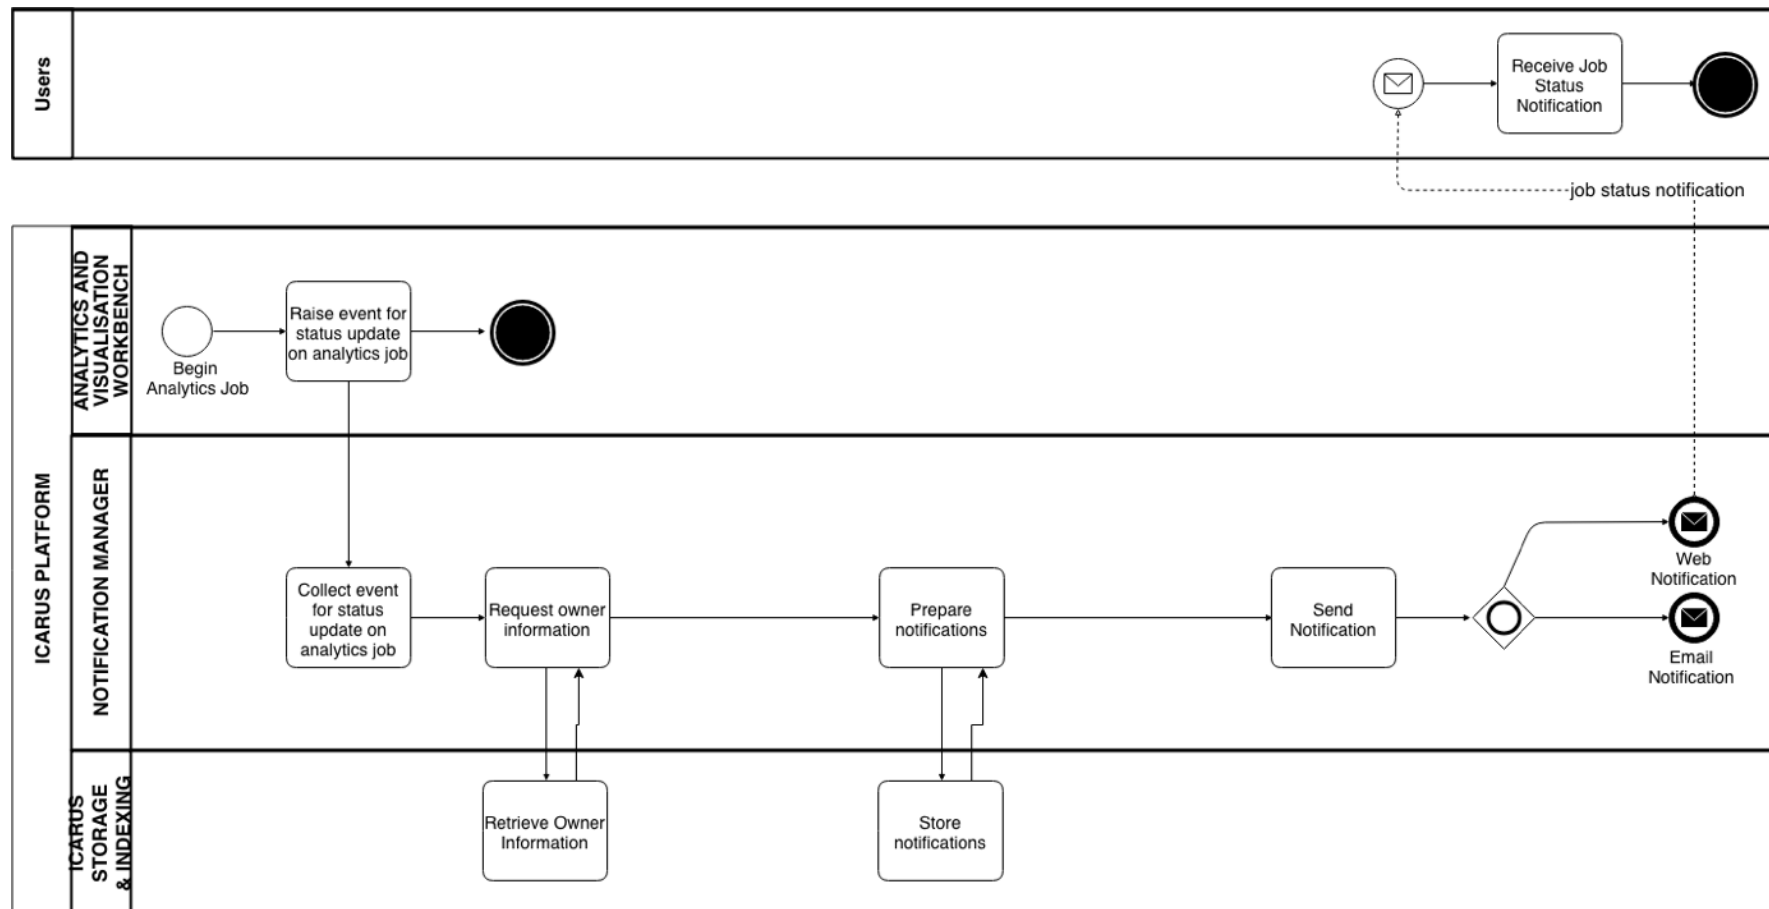 Users
Receive Job
Status
Notification
job status notification
ICARUS PLATFORM
ANALYTICS AND
VISUALISATION
WORKBENCH
Begin
Analytics Job
Raise event for
status update
on analytics job
NOTIFICATION MANAGER
Collect event
for status
update on
analytics job
Request owner
information
Prepare
notifications
Send
Notification
Web
Notification
Email
Notification
ICARUS
STORAGE
& INDEXING
Retrieve Owner
Information
Store
notifications